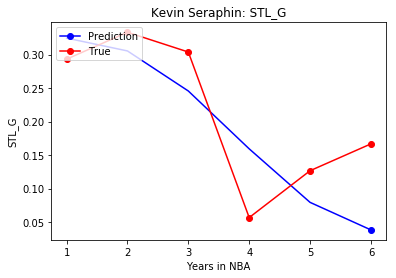 Kevin Seraphin: STL_G
Prediction
True
0.30
0.25
0.20
0.15
0.10
0.05
STL_G
1 2 3 4 5 6
Years in NBA